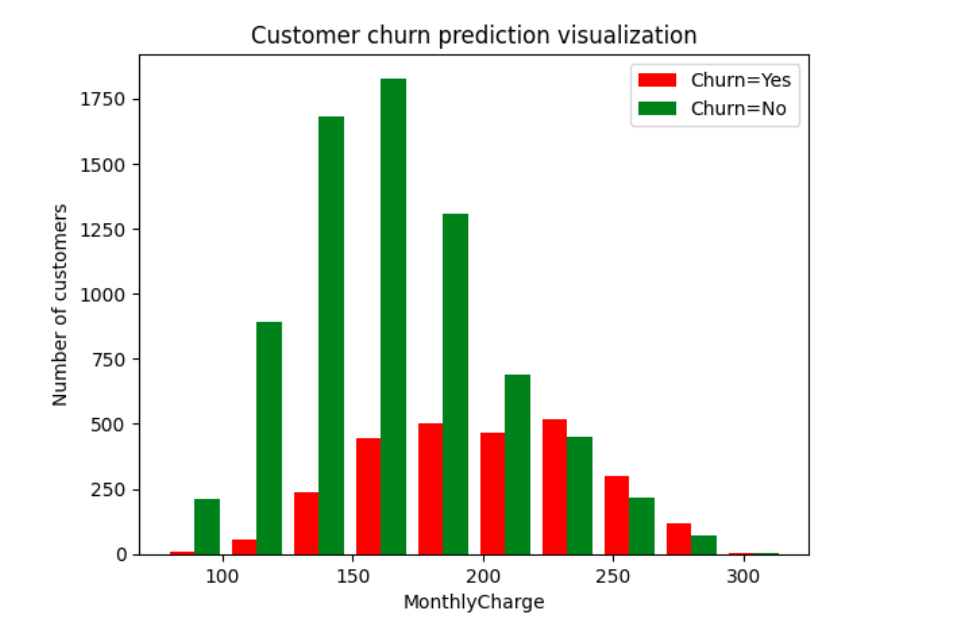 Customer churn prediction visualization
Churn=Yes
Churn=No
1750
1500
1250
1000
750
500
250
0
Number of customers
100
150
200
250
300
MonthlyCharge